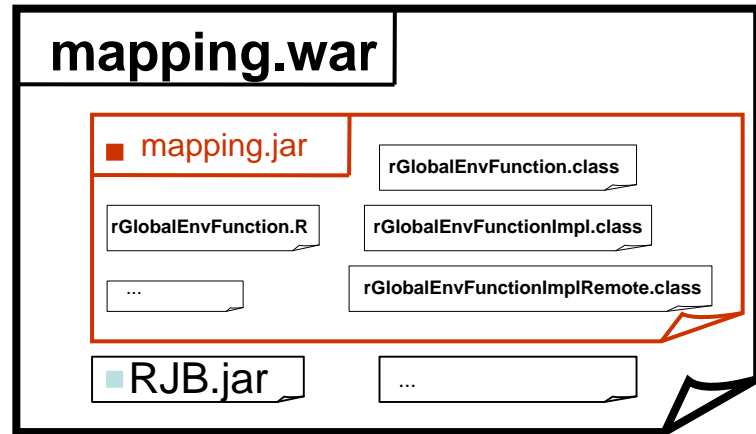 mapping.war
mapping.jar
rGlobalEnvFunction.class
rGlobalEnvFunction.R
rGlobalEnvFunctionImpl.class
...
rGlobalEnvFunctionImplRemote.class
RJB.jar
...